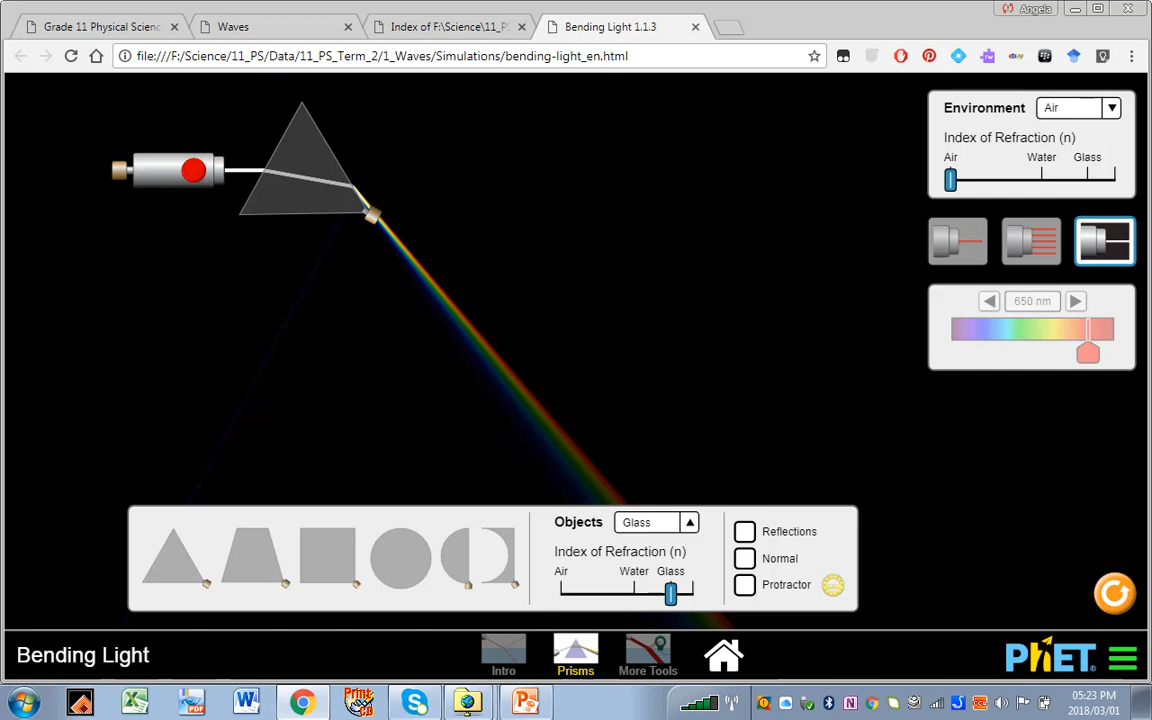 Angela
Grade 11 Physical Scienc
Waves
Index of F:\Science\11_PS
Bending Light 1.1.3
file:///F:/Science/11_PS/Data/11_PS_Term_2/1_Waves/Simulations/bending-light_en.html
Environment
Air
Index of Refraction (n)
Air
Water
Glass
650 nm
Objects
Glass
Index of Refraction (n)
Air
Water
Glass
Reflections
Normal
Protractor
Bending Light
Intro
Prisms
More Tools
PhET
05:23 PM
2018/03/01